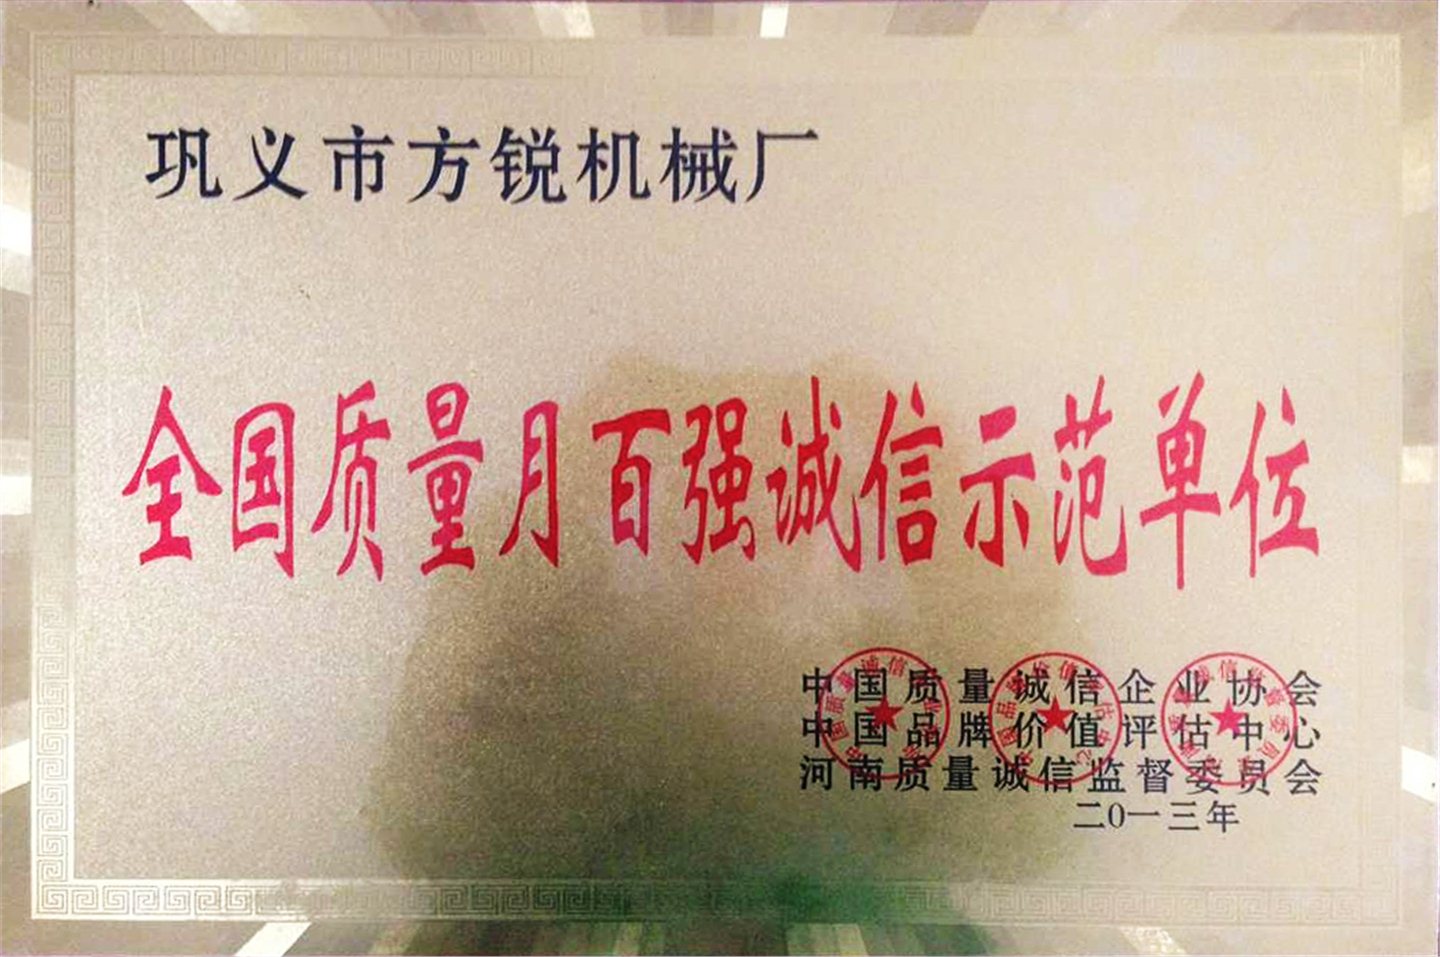 巩义市方锐机械厂
全国质量月百强诚信示范单位
中国质量诚信企业协会
中国品牌价值评估中心
河南质量诚信监督委员会
二〇一三年